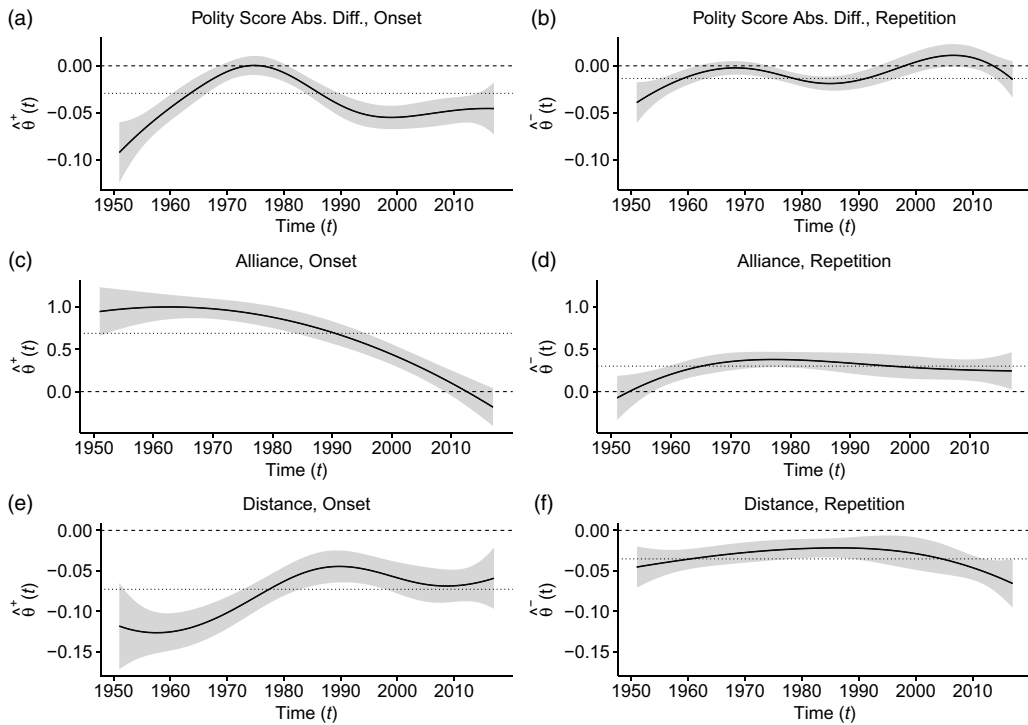 (a) Polity Score Abs. Diff., Onset
0.00
−0.05
−0.10
θ̂⁺(t)
1950 1960 1970 1980 1990 2000 2010
Time (t)
(b) Polity Score Abs. Diff., Repetition
0.00
−0.05
−0.10
θ̂⁻(t)
1950 1960 1970 1980 1990 2000 2010
Time (t)
(c) Alliance, Onset
1.0
0.5
0.0
θ̂⁺(t)
1950 1960 1970 1980 1990 2000 2010
Time (t)
(d) Alliance, Repetition
1.0
0.5
0.0
θ̂⁻(t)
1950 1960 1970 1980 1990 2000 2010
Time (t)
(e) Distance, Onset
0.00
−0.05
−0.10
−0.15
θ̂⁺(t)
1950 1960 1970 1980 1990 2000 2010
Time (t)
(f) Distance, Repetition
0.00
−0.05
−0.10
−0.15
θ̂⁻(t)
1950 1960 1970 1980 1990 2000 2010
Time (t)